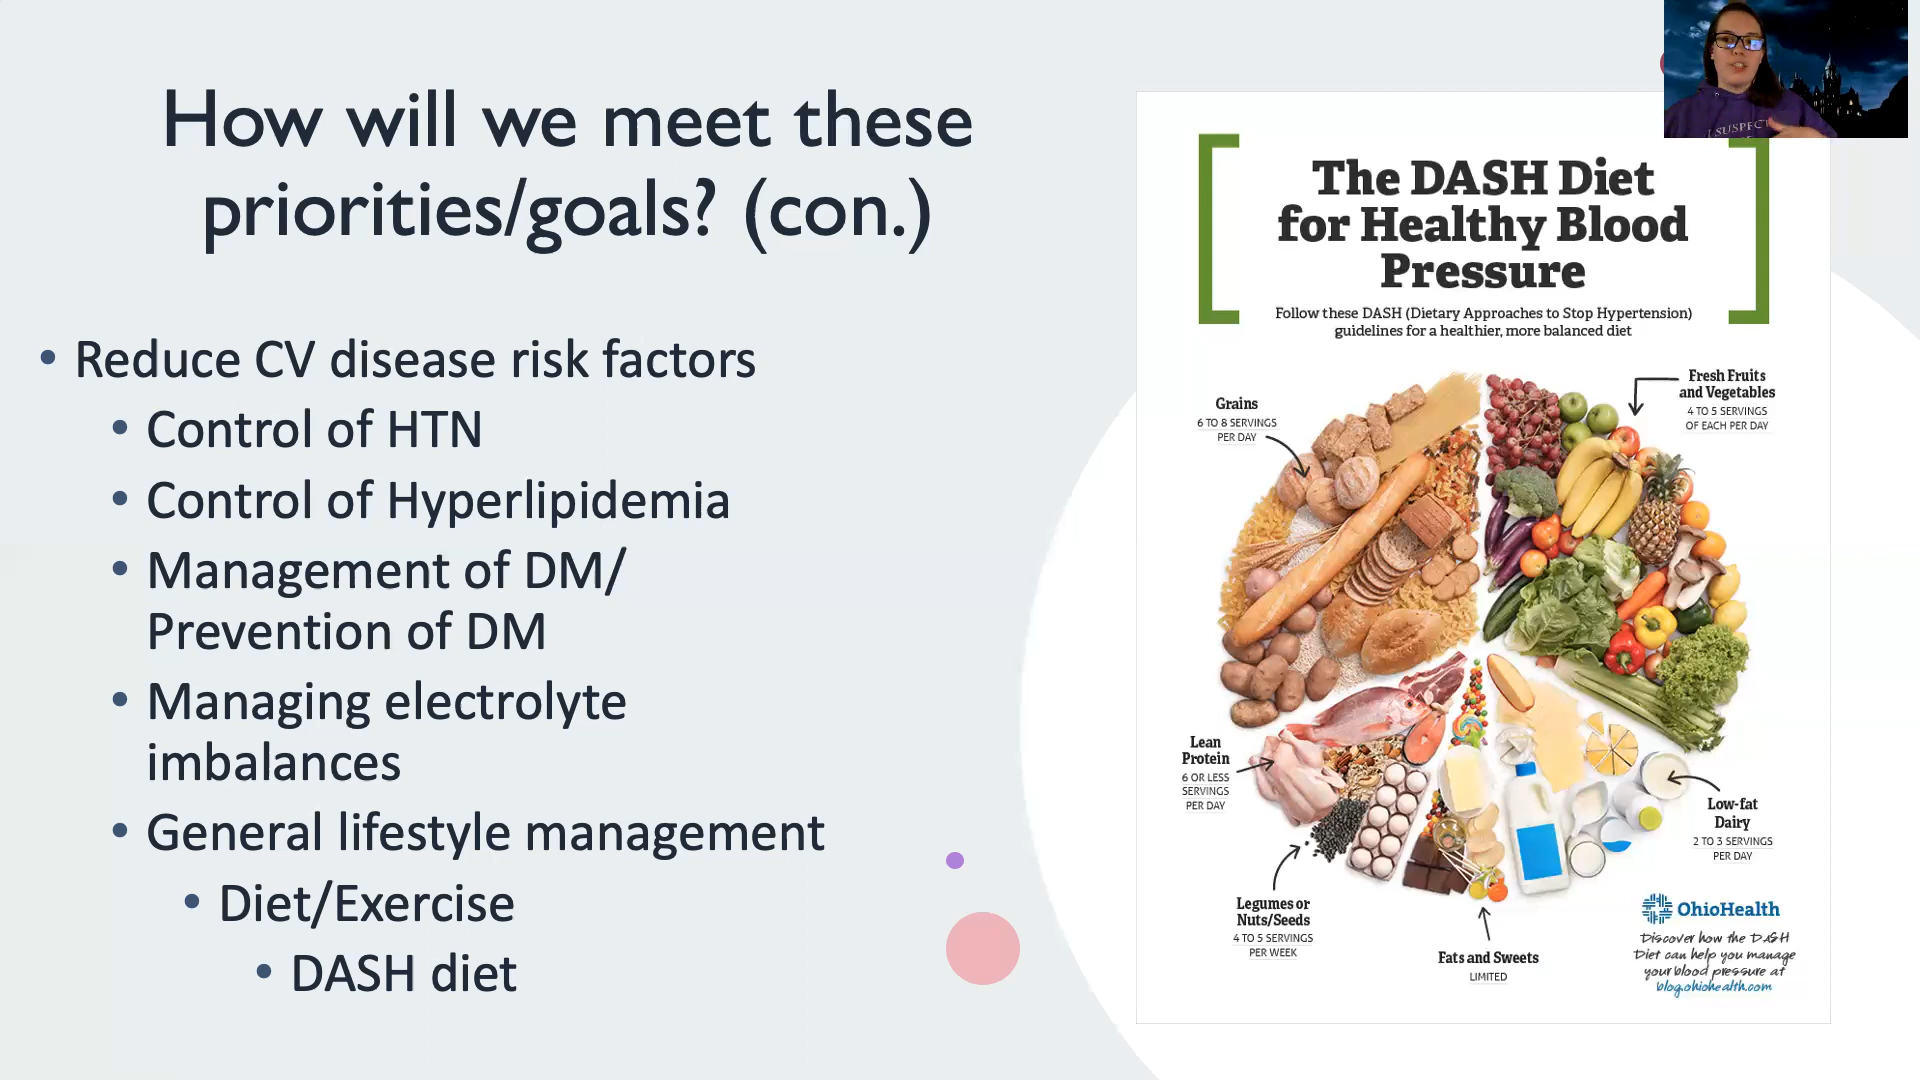 How will we meet these
priorities/goals? (con.)
• Reduce CV disease risk factors
• Control of HTN
• Control of Hyperlipidemia
• Management of DM/
Prevention of DM
• Managing electrolyte
imbalances
• General lifestyle management
• Diet/Exercise
• DASH diet
The DASH Diet
for Healthy Blood
Pressure
Follow these DASH (Dietary Approaches to Stop Hypertension)
guidelines for a healthier, more balanced diet
Grains
6 TO 8 SERVINGS
PER DAY
Fresh Fruits
and Vegetables
4 TO 5 SERVINGS
OF EACH PER DAY
Lean
Protein
6 OR LESS
SERVINGS
PER DAY
Low-fat
Dairy
2 TO 3 SERVINGS
PER DAY
Legumes or
Nuts/Seeds
4 TO 5 SERVINGS
PER WEEK
Fats and Sweets
LIMITED
OhioHealth
Discover how the DASH
Diet can help you manage
your blood pressure at
blog.ohiohealth.com
I SUSPECT